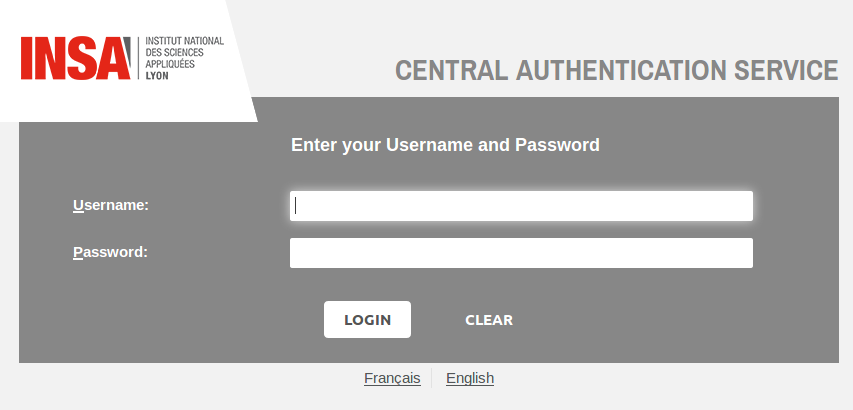 INSA
INSTITUT NATIONAL
DES SCIENCES
APPLIQUÉES
LYON
CENTRAL AUTHENTICATION SERVICE
Enter your Username and Password
Username:
Password:
LOGIN CLEAR
Français English